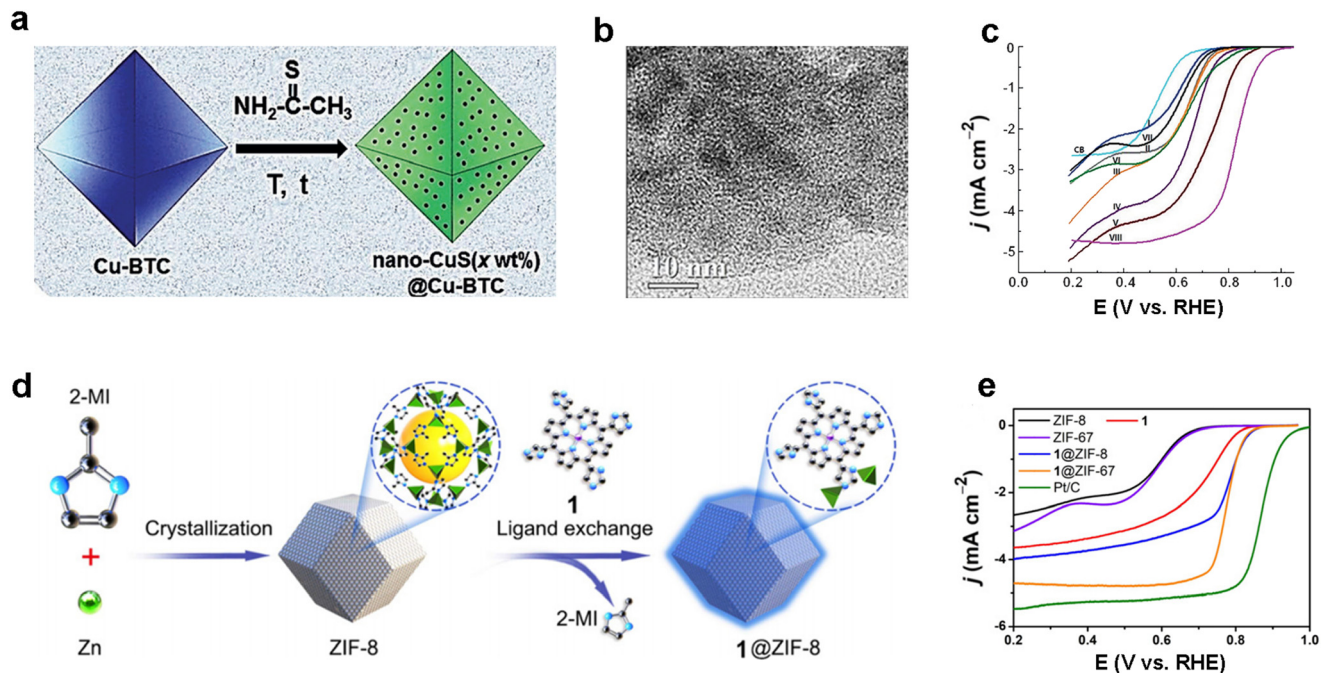 a
S
NH₂-C-CH₃
T, t
Cu-BTC
nano-CuS(x wt%)
@Cu-BTC
b
10 nm
c
j (mA cm⁻²)
0
-1
-2
-3
-4
-5
CB
I
VII
II
VI
III
IV
V
VIII
0.0 0.2 0.4 0.6 0.8 1.0
E (V vs. RHE)
d
2-MI
+
Zn
Crystallization
ZIF-8
1
Ligand exchange
2-MI
1@ZIF-8
e
j (mA cm⁻²)
0
-2
-4
-6
ZIF-8
1
ZIF-67
1@ZIF-8
1@ZIF-67
Pt/C
0.2 0.4 0.6 0.8 1.0
E (V vs. RHE)